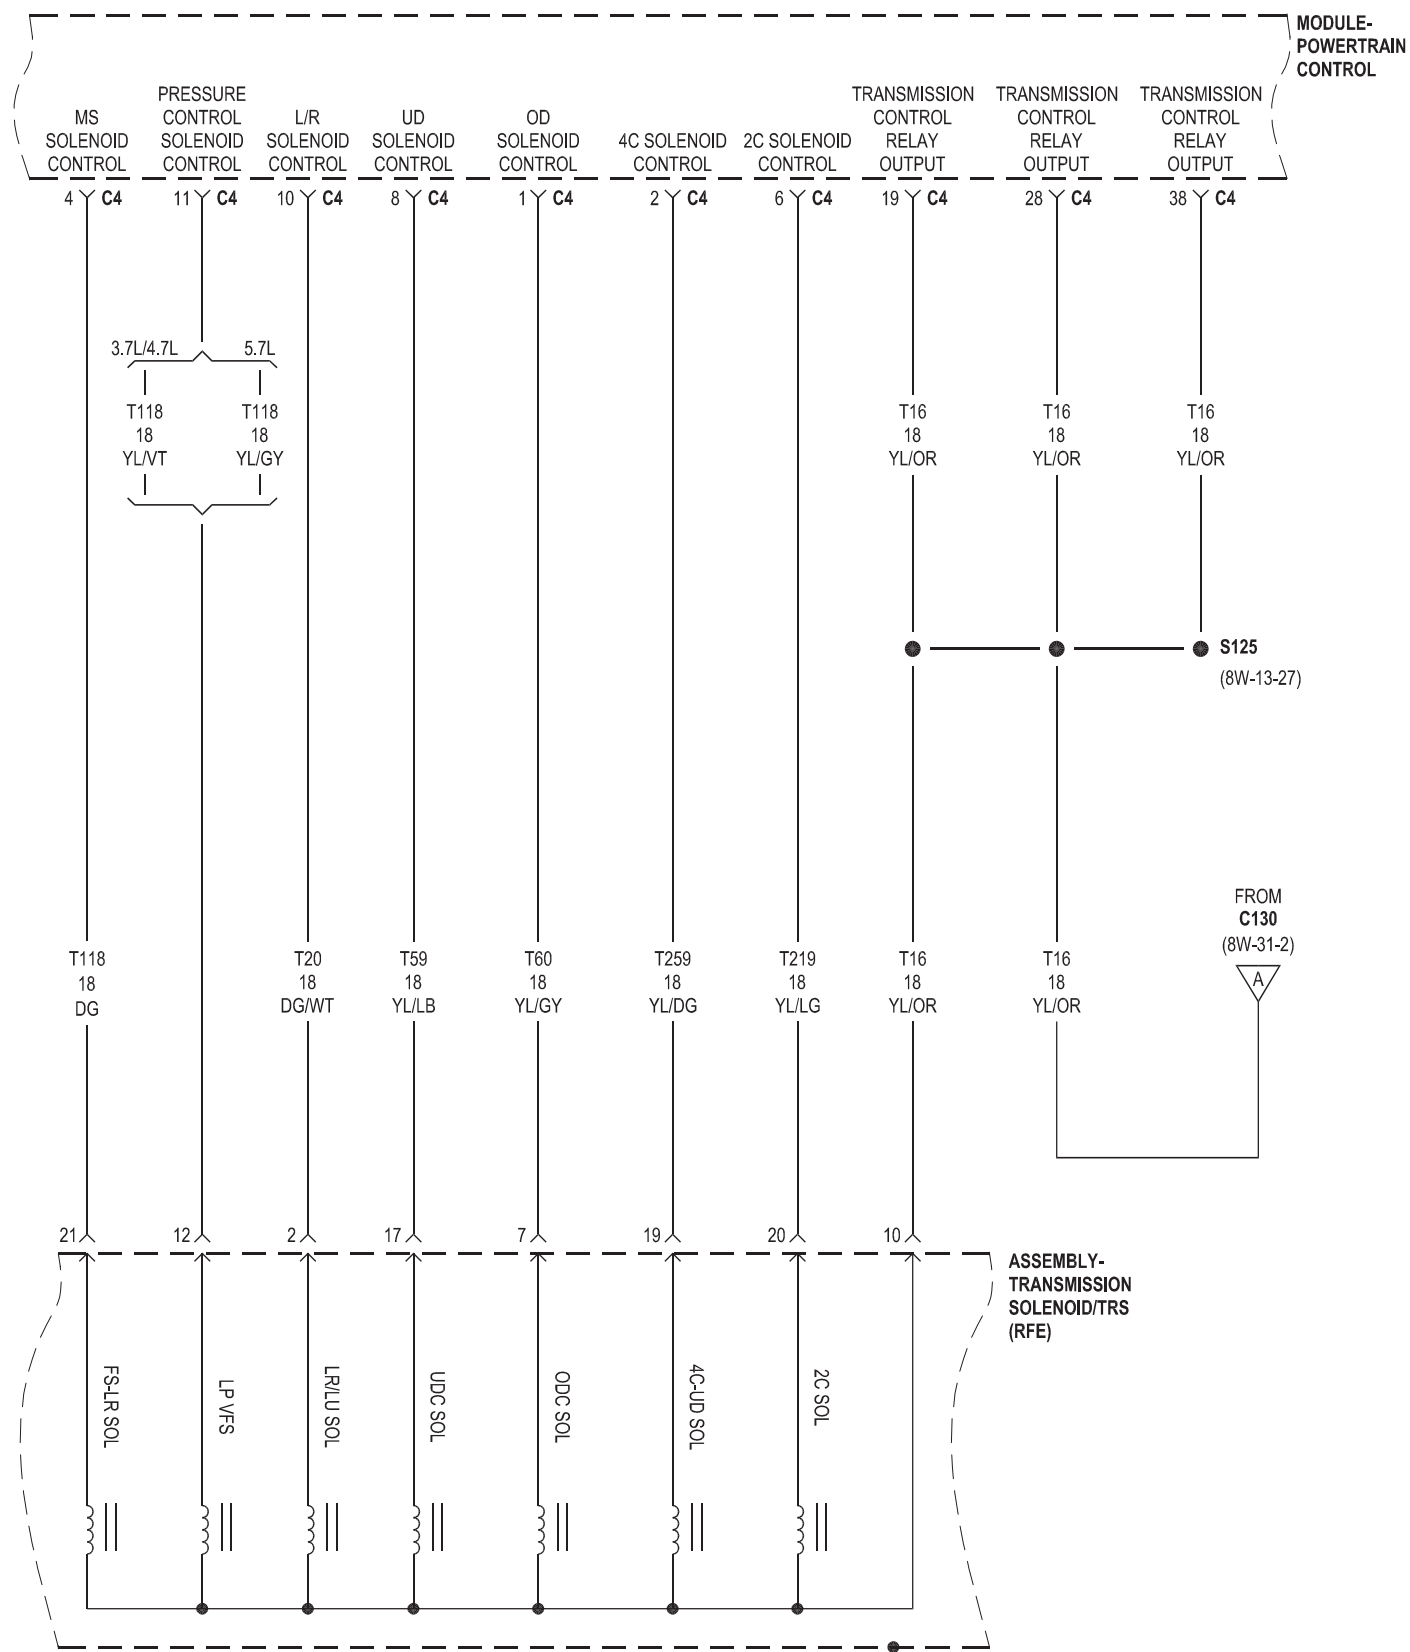 MODULE-
POWERTRAIN
CONTROL
MS
SOLENOID
CONTROL
PRESSURE
CONTROL
SOLENOID
CONTROL
L/R
SOLENOID
CONTROL
UD
SOLENOID
CONTROL
OD
SOLENOID
CONTROL
4C SOLENOID
CONTROL
2C SOLENOID
CONTROL
TRANSMISSION
CONTROL
RELAY
OUTPUT
TRANSMISSION
CONTROL
RELAY
OUTPUT
TRANSMISSION
CONTROL
RELAY
OUTPUT
4 C4
11 C4
10 C4
8 C4
1 C4
2 C4
6 C4
19 C4
28 C4
38 C4
3.7L/4.7L
5.7L
T118
18
YL/VT
T118
18
YL/GY
T16
18
YL/OR
T16
18
YL/OR
T16
18
YL/OR
S125
(8W-13-27)
FROM
C130
(8W-31-2)
A
T118
18
DG
T20
18
DG/WT
T59
18
YL/LB
T60
18
YL/GY
T259
18
YL/DG
T219
18
YL/LG
T16
18
YL/OR
T16
18
YL/OR
21
12
2
17
7
19
20
10
ASSEMBLY-
TRANSMISSION
SOLENOID/TRS
(RFE)
FS-LR SOL
LP VFS
LR/LU SOL
UDC SOL
ODC SOL
4C-UD SOL
2C SOL